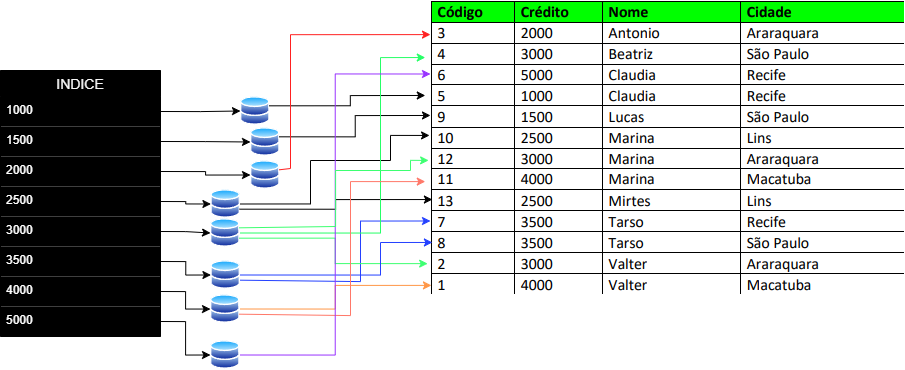 INDICE
1000
1500
2000
2500
3000
3500
4000
5000
Código Crédito Nome Cidade
3 2000 Antonio Araraquara
4 3000 Beatriz São Paulo
6 5000 Claudia Recife
5 1000 Claudia Recife
9 1500 Lucas São Paulo
10 2500 Marina Lins
12 3000 Marina Araraquara
11 4000 Marina Macatuba
13 2500 Mirtes Lins
7 3500 Tarso Recife
8 3500 Tarso São Paulo
2 3000 Valter Araraquara
1 4000 Valter Macatuba